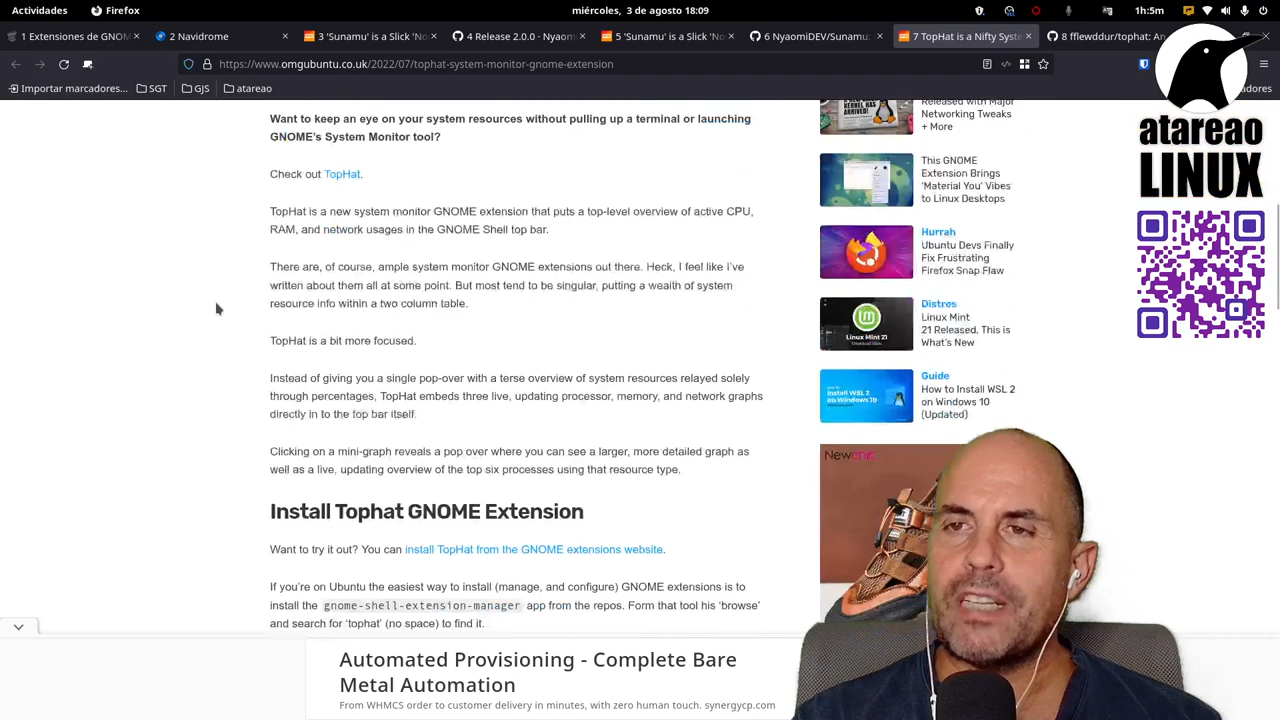 Actividades
Firefox
miércoles, 3 de agosto 18:09
1h:5m
1 Extensiones de GNOM
2 Navidrome
3 'Sunamu' is a Slick 'No
4 Release 2.0.0 · Nyaom
5 'Sunamu' is a Slick 'No
6 NyaomiDEV/Sunamu:
7 TopHat is a Nifty Syste
8 fflewddur/tophat: An
https://www.omgubuntu.co.uk/2022/07/tophat-system-monitor-gnome-extension
Importar marcadores...
SGT
GJS
atareao
adores
Want to keep an eye on your system resources without pulling up a terminal or launching
GNOME's System Monitor tool?
Check out TopHat.
TopHat is a new system monitor GNOME extension that puts a top-level overview of active CPU,
RAM, and network usages in the GNOME Shell top bar.
There are, of course, ample system monitor GNOME extensions out there. Heck, I feel like I've
written about them all at some point. But most tend to be singular, putting a wealth of system
resource info within a two column table.
TopHat is a bit more focused.
Instead of giving you a single pop-over with a terse overview of system resources relayed solely
through percentages, TopHat embeds three live, updating processor, memory, and network graphs
directly in to the top bar itself.
Clicking on a mini-graph reveals a pop over where you can see a larger, more detailed graph as
well as a live, updating overview of the top six processes using that resource type.
Install Tophat GNOME Extension
Want to try it out? You can install TopHat from the GNOME extensions website.
If you're on Ubuntu the easiest way to install (manage, and configure) GNOME extensions is to
install the gnome-shell-extension-manager app from the repos. Form that tool his 'browse'
and search for 'tophat' (no space) to find it.
Released with Major
Networking Tweaks
+ More
This GNOME
Extension Brings
'Material You' Vibes
to Linux Desktops
Hurrah
Ubuntu Devs Finally
Fix Frustrating
Firefox Snap Flaw
Distros
Linux Mint
21 Released, This is
What's New
Linux Mint 21
Guide
How to Install WSL 2
on Windows 10
(Updated)
Install WSL 2
on Windows 10
Newchic
Automated Provisioning - Complete Bare
Metal Automation
From WHMCS order to customer delivery in minutes, with zero human touch. synergycp.com
atareao
LINUX